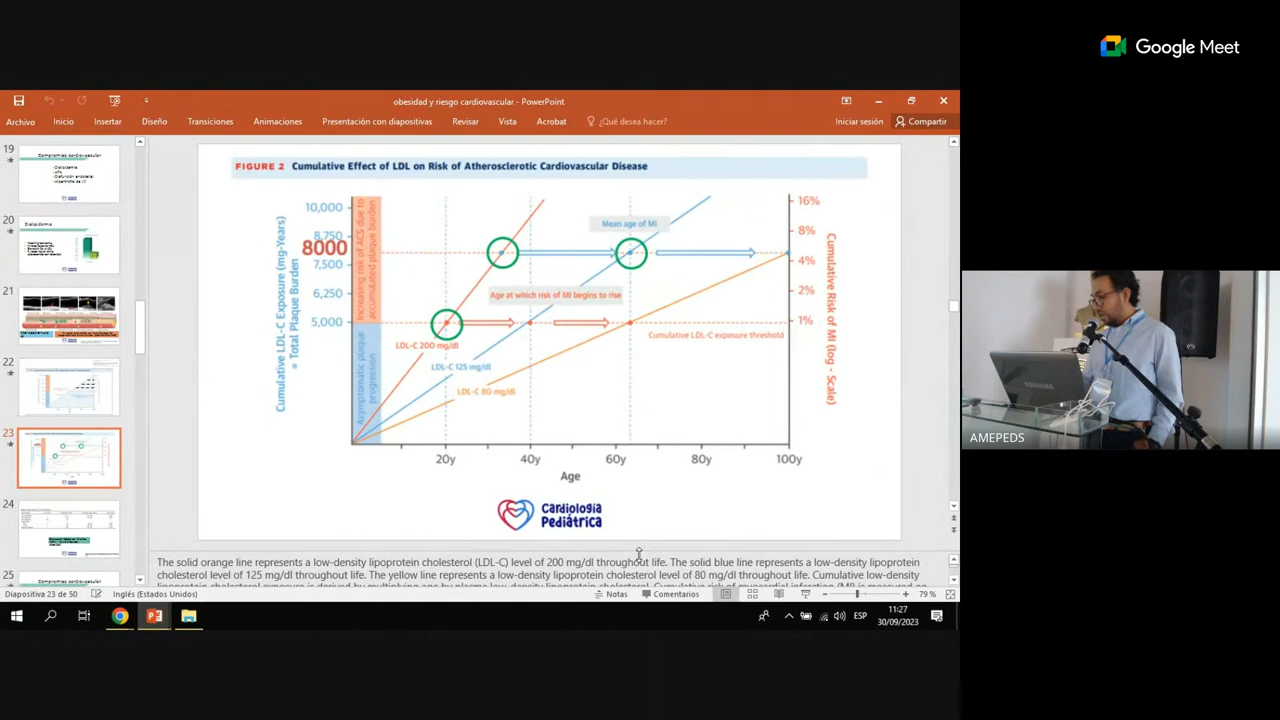 Google Meet
obesidad y riesgo cardiovascular - PowerPoint
Archivo Inicio Insertar Diseño Transiciones Animaciones Presentación con diapositivas Revisar Vista Acrobat ¿Qué desea hacer? Iniciar sesión Compartir
19
Compromiso cardiovascular
20
21
22
23
24
25
Compromiso cardiovascular
FIGURE 2 Cumulative Effect of LDL on Risk of Atherosclerotic Cardiovascular Disease
Cumulative LDL-C Exposure (mg-Years)
= Total Plaque Burden
10,000
8,750
8000
7,500
6,250
5,000
Increasing risk of ACS due to
accumulated plaque burden
Asymptomatic plaque
progression
Mean age of MI
Age at which risk of MI begins to rise
LDL-C 200 mg/dl
LDL-C 125 mg/dl
LDL-C 80 mg/dl
Cumulative LDL-C exposure threshold
16%
8%
4%
2%
1%
Cumulative Risk of MI (log - Scale)
20y 40y 60y 80y 100y
Age
Cardiología
Pediátrica
The solid orange line represents a low-density lipoprotein cholesterol (LDL-C) level of 200 mg/dl throughout life. The solid blue line represents a low-density lipoprotein
cholesterol level of 125 mg/dl throughout life. The yellow line represents a low-density lipoprotein cholesterol level of 80 mg/dl throughout life. Cumulative low-density
Diapositiva 23 de 50 Inglés (Estados Unidos) Notas Comentarios 79 %
ESP
11:27
30/09/2023
TOSHIBA
AMEPEDS